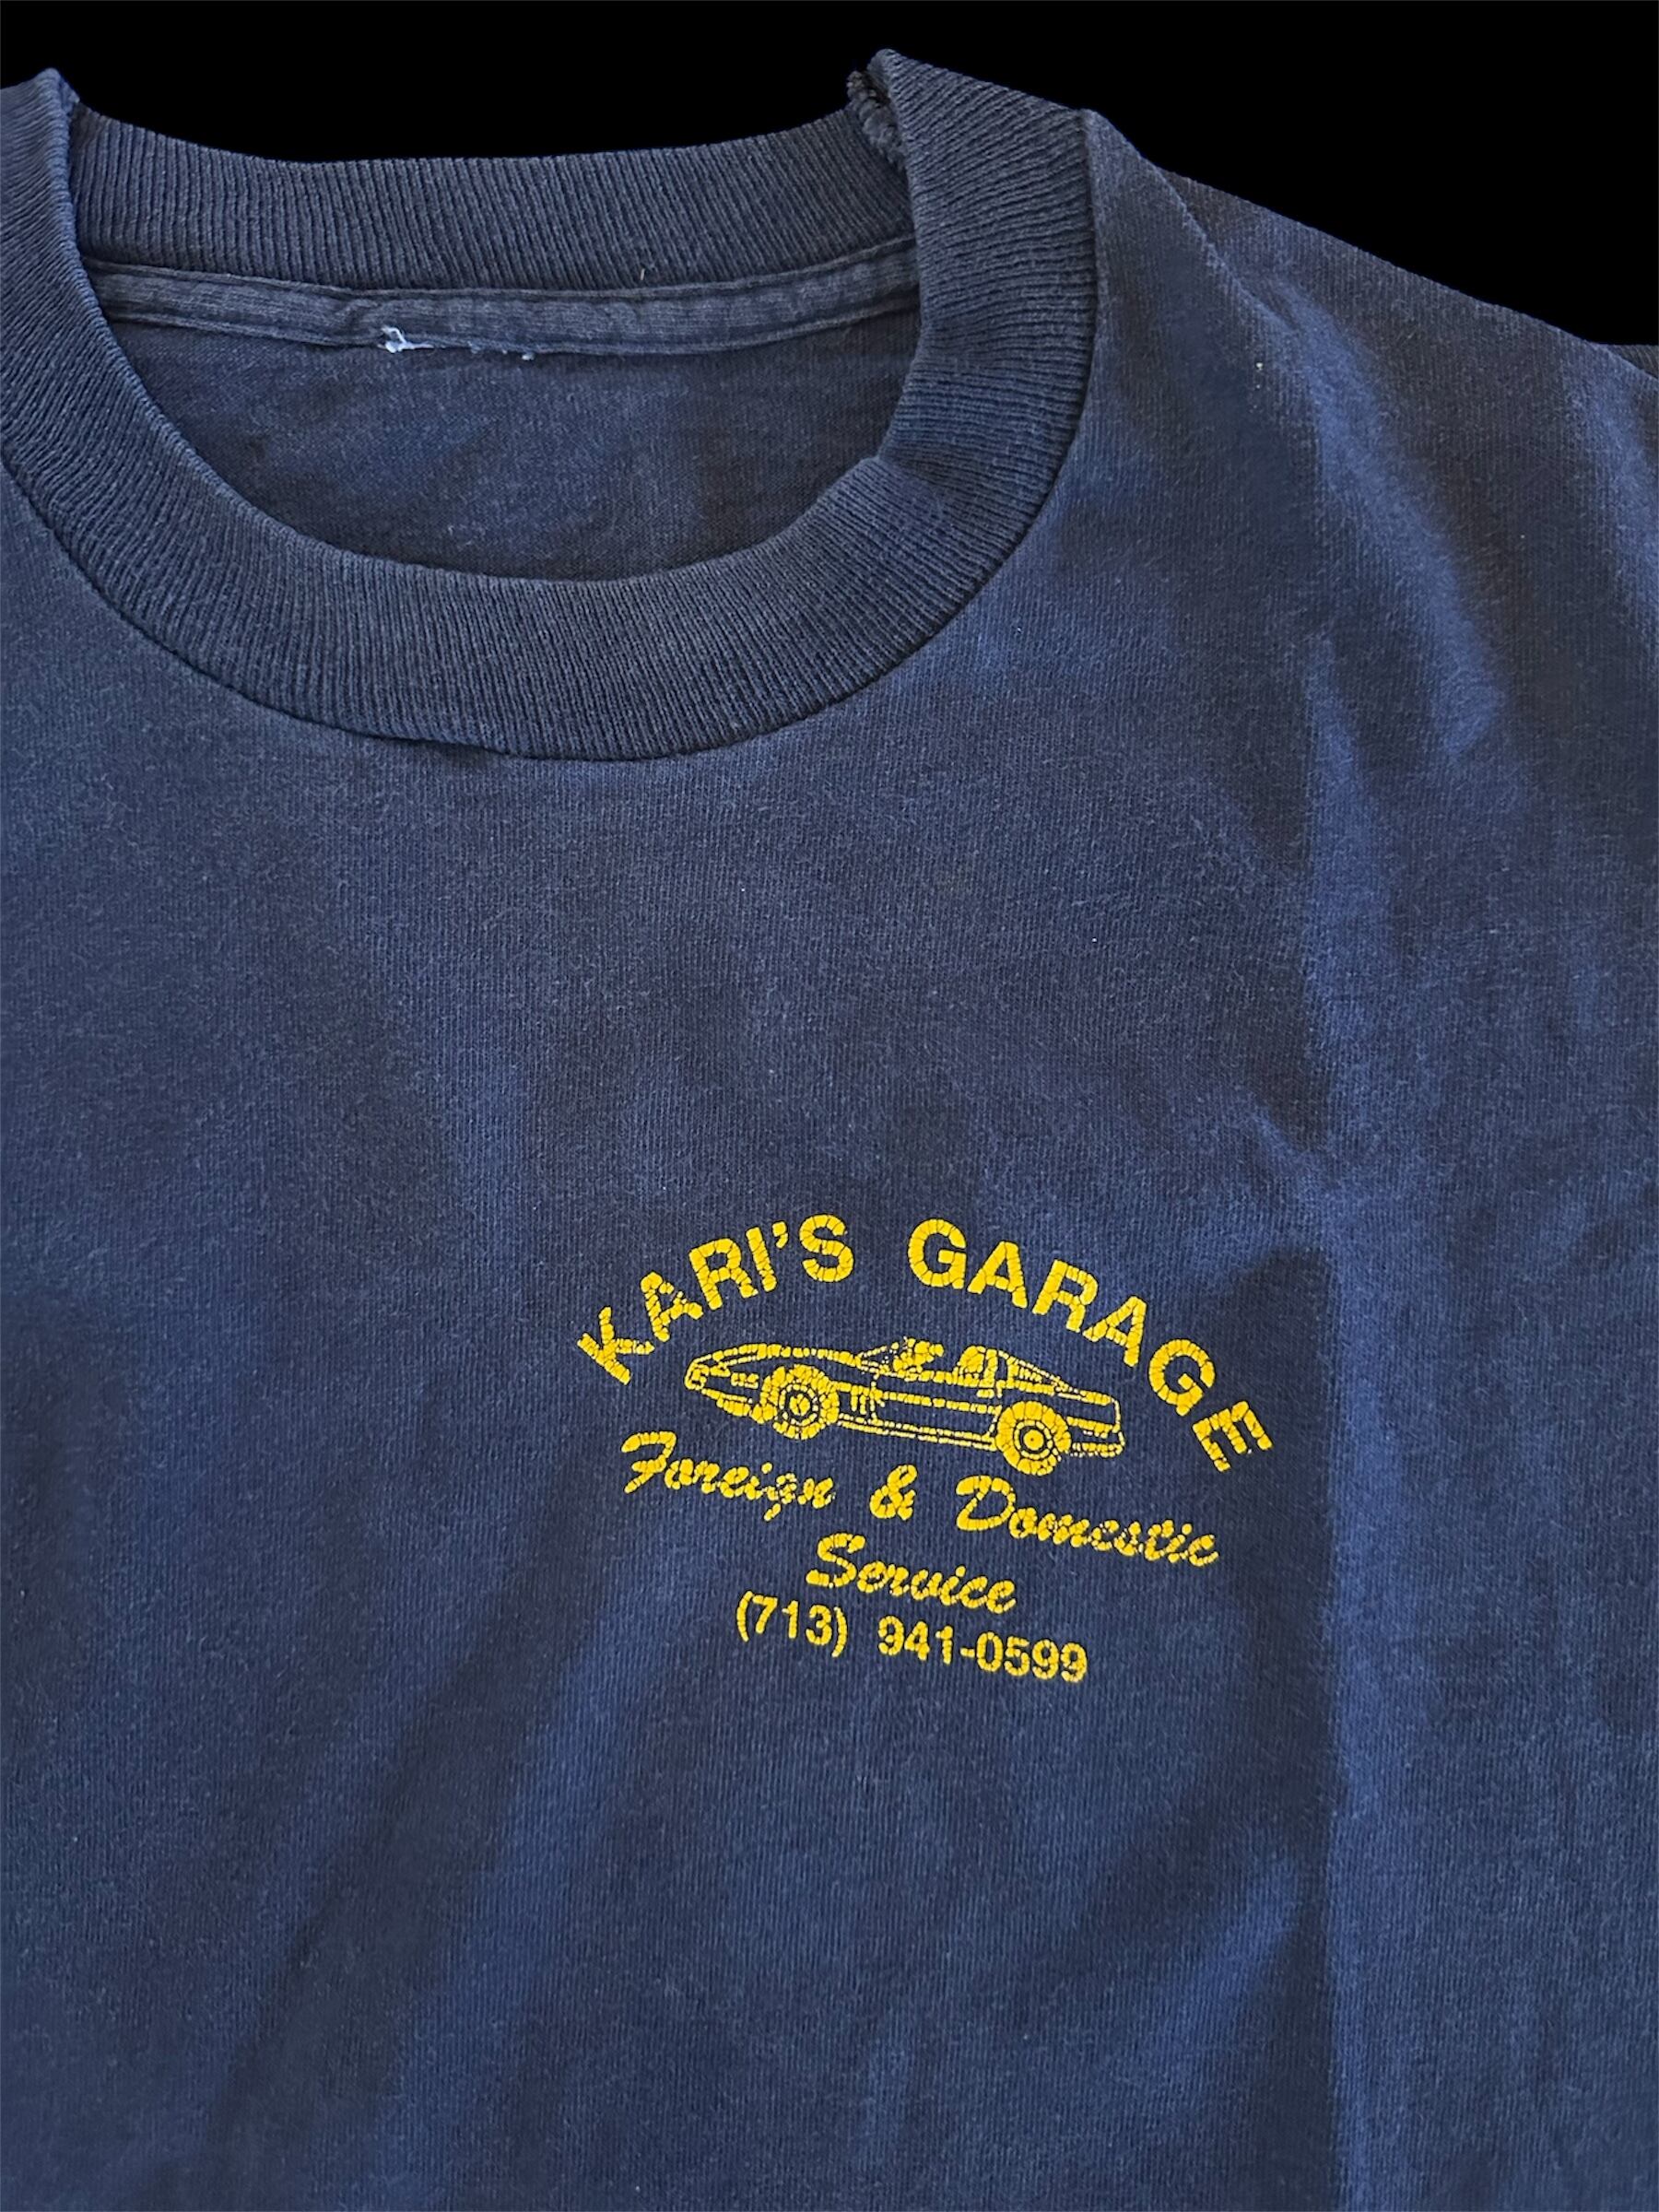 KARI'S GARAGE
Foreign & Domestic
Service
(713) 941-0599